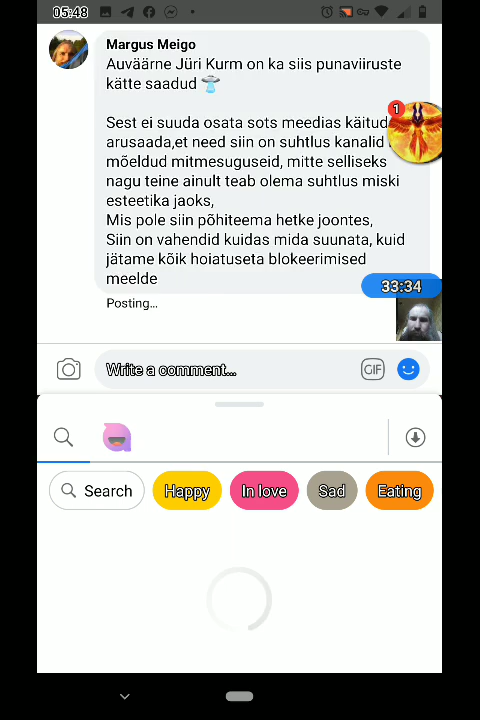 05:48
Margus Meigo
Auväärne Jüri Kurm on ka siis punaviiruste
kätte saadud
Sest ei suuda osata sots meedias käitud
arusaada,et need siin on suhtlus kanalid
mõeldud mitmesuguseid, mitte selliseks
nagu teine ainult teab olema suhtlus miski
esteetika jaoks,
Mis pole siin põhiteema hetke joontes,
Siin on vahendid kuidas mida suunata, kuid
jätame kõik hoiatuseta blokeerimised
meelde
1
33:34
Posting...
Write a comment...
GIF
Search
Happy
In love
Sad
Eating